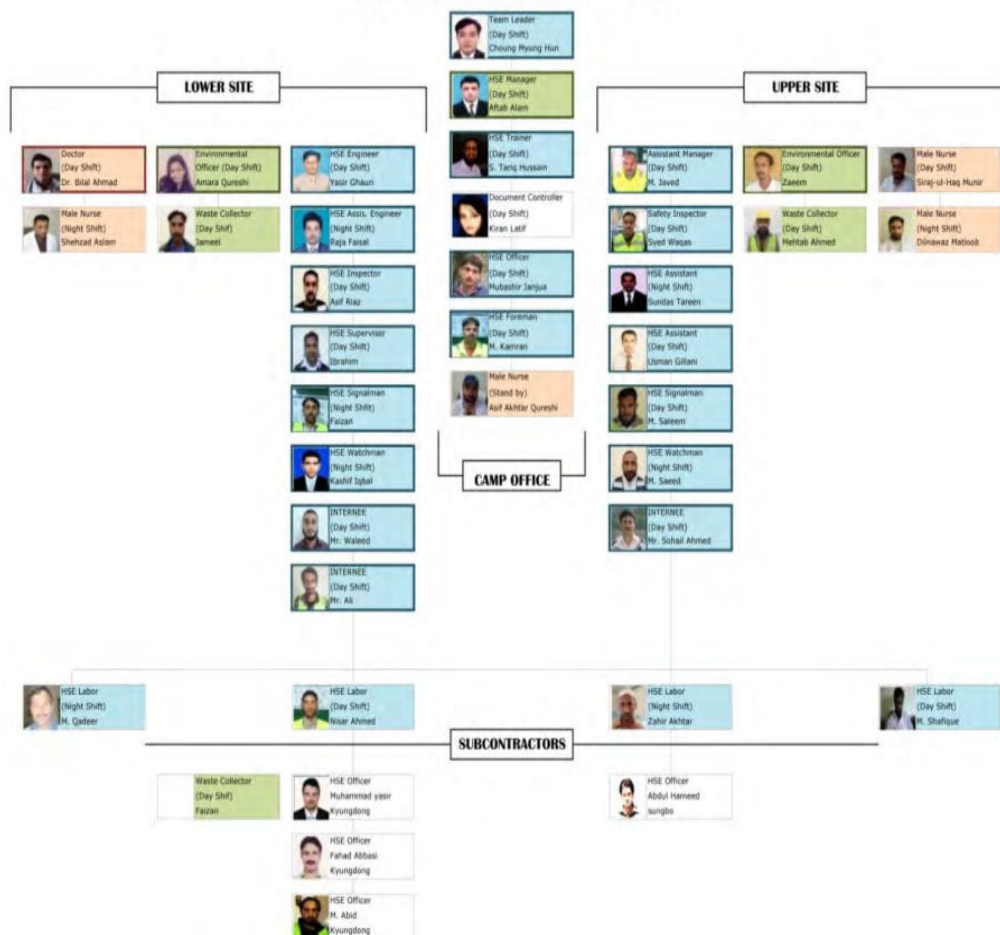 Team Leader
(Day Shift)
Choung Myung Hun
HSE Manager
(Day Shift)
Aftab Alam
HSE Trainer
(Day Shift)
S. Tariq Hussain
Document Controller
(Day Shift)
Kiran Latif
HSE Officer
(Day Shift)
Mubashir Janjua
HSE Foreman
(Day Shift)
M. Kamran
Male Nurse
(Stand by)
Asif Akhtar Qureshi
CAMP OFFICE
LOWER SITE
Doctor
(Day Shift)
Dr. Bilal Ahmad
Male Nurse
(Night Shift)
Shehzad Aslam
Environmental
Officer (Day Shift)
Amara Qureshi
Waste Collector
(Day Shif)
Jameel
HSE Engineer
(Day Shift)
Yasir Ghauri
HSE Assis. Engineer
(Night Shift)
Raja Faisal
HSE Inspector
(Day Shift)
Asif Riaz
HSE Supervisor
(Day Shift)
Ibrahim
HSE Signalman
(Night Shfit)
Faizan
HSE Watchman
(Night Shift)
Kashif Iqbal
INTERNEE
(Day Shift)
Mr. Waleed
INTERNEE
(Day Shift)
Mr. Ali
UPPER SITE
Assistant Manager
(Day Shift)
M. Javed
Safety Inspector
(Day Shift)
Syed Waqas
HSE Assistant
(Night Shift)
Sundas Tareen
HSE Assistant
(Day Shift)
Usman Gillani
HSE Signalman
(Day Shift)
M. Saleem
HSE Watchman
(Night Shift)
M. Saeed
INTERNEE
(Day Shift)
Mr. Sohail Ahmed
Environmental Officer
(Day Shift)
Zaeem
Waste Collector
(Day Shift)
Mehtab Ahmed
Male Nurse
(Day Shift)
Siraj-ul-Haq Munir
Male Nurse
(Night Shift)
Dilnawaz Matloob
HSE Labor
(Night Shift)
M. Qadeer
HSE Labor
(Day Shift)
Nisar Ahmed
HSE Labor
(Night Shift)
Zahir Akhtar
HSE Labor
(Day Shift)
M. Shafique
SUBCONTRACTORS
Waste Collector
(Day Shif)
Faizan
HSE Officer
Muhammad yasir
Kyungdong
HSE Officer
Fahad Abbasi
Kyungdong
HSE Officer
M. Abid
Kyungdong
HSE Officer
Abdul Hameed
sungbo